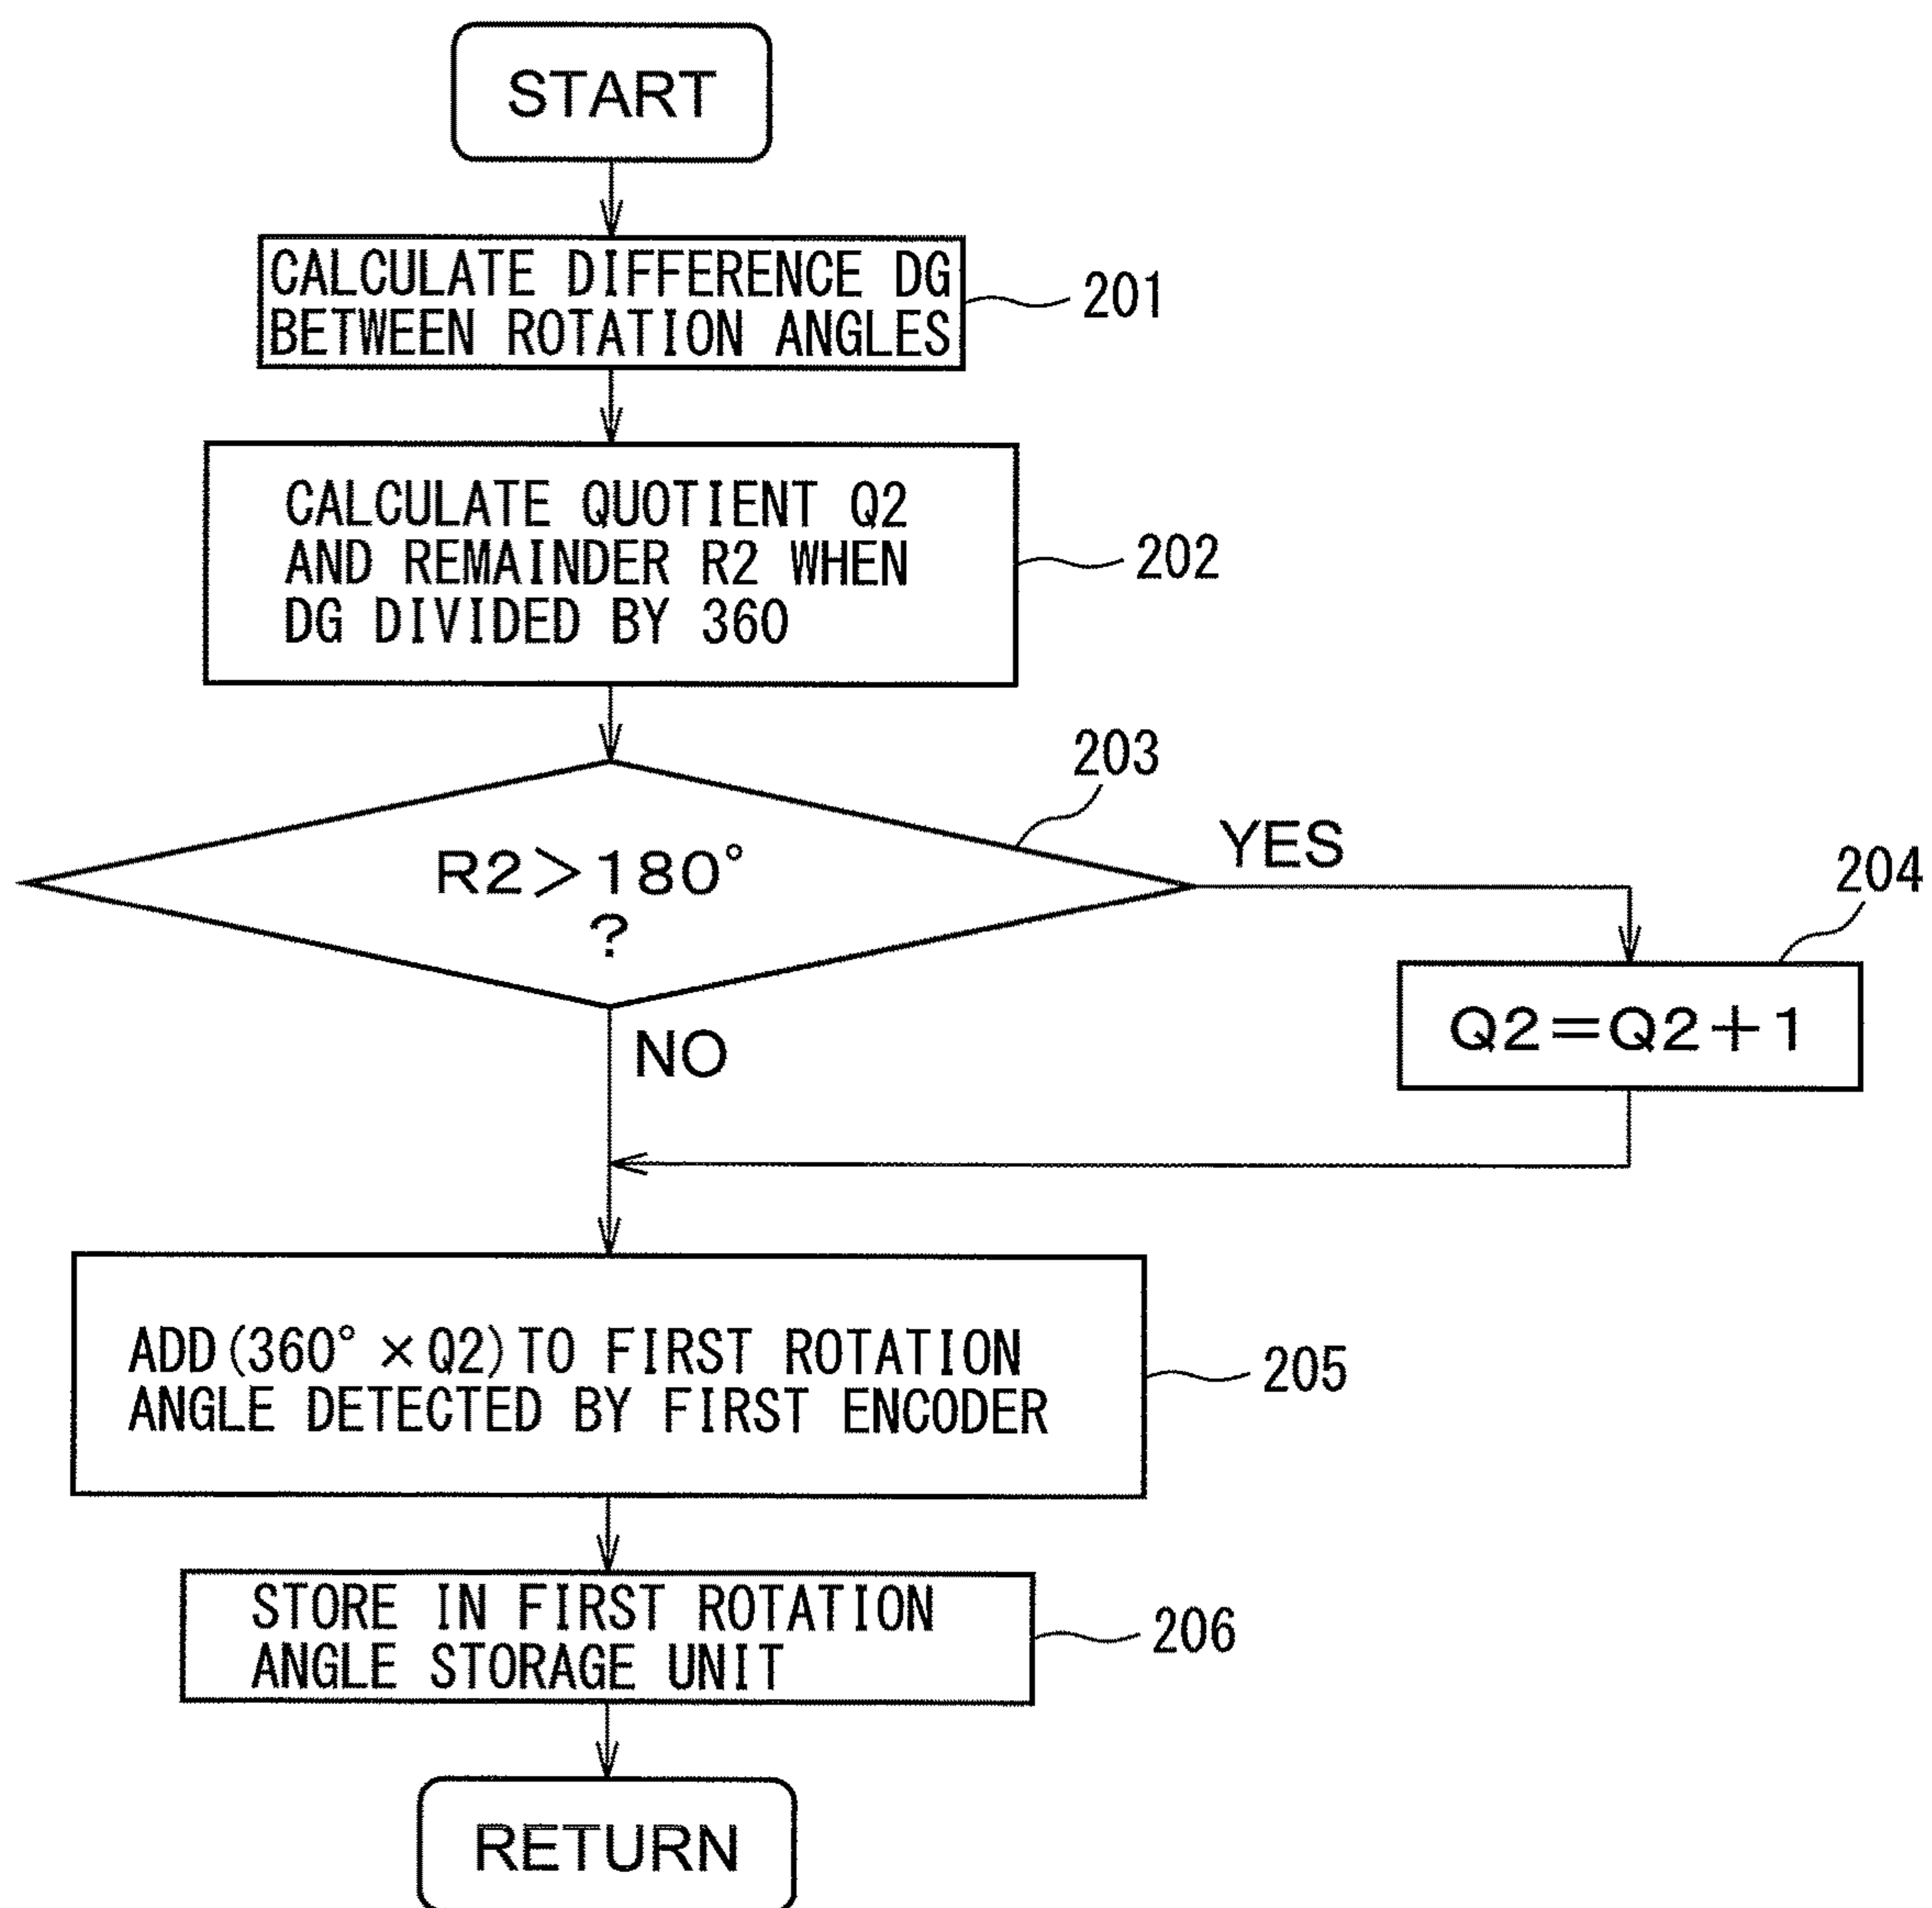 START
CALCULATE DIFFERENCE DG
BETWEEN ROTATION ANGLES
201
CALCULATE QUOTIENT Q2
AND REMAINDER R2 WHEN
DG DIVIDED BY 360
202
203
R2>180°
?
YES
204
Q2=Q2+1
NO
ADD(360°×Q2)TO FIRST ROTATION
ANGLE DETECTED BY FIRST ENCODER
205
STORE IN FIRST ROTATION
ANGLE STORAGE UNIT
206
RETURN